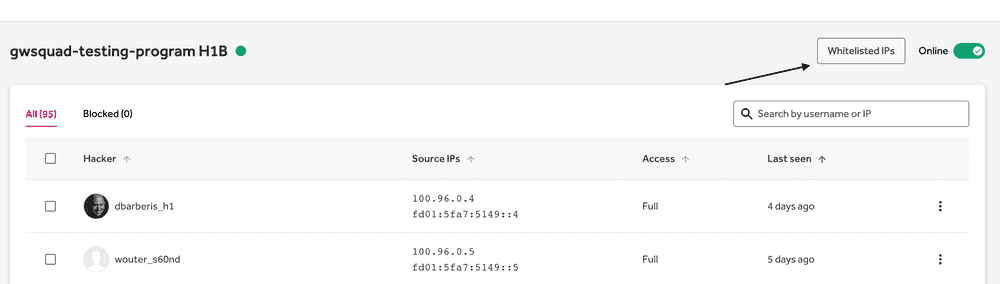 gwsquad-testing-program H1B
Whitelisted IPs
Online
All (95)
Blocked (0)
Search by username or IP
Hacker
Source IPs
Access
Last seen
dbarberis_h1
100.96.0.4
fd01:5fa7:5149::4
Full
4 days ago
wouter_s60nd
100.96.0.5
fd01:5fa7:5149::5
Full
5 days ago